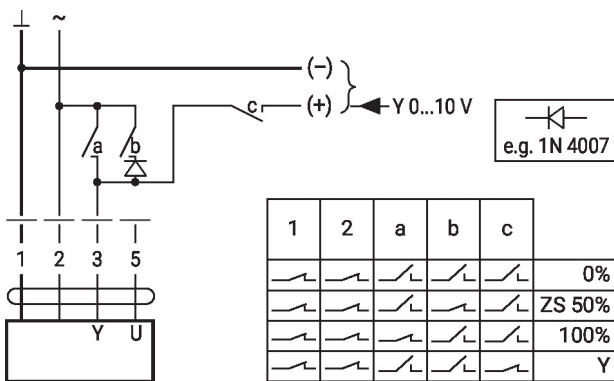 ⊥ ~
(–)
(+)
Y 0...10 V
c
a b
e.g. 1N 4007
1 2 3 5
Y U
1 2 a b c
0%
ZS 50%
100%
Y